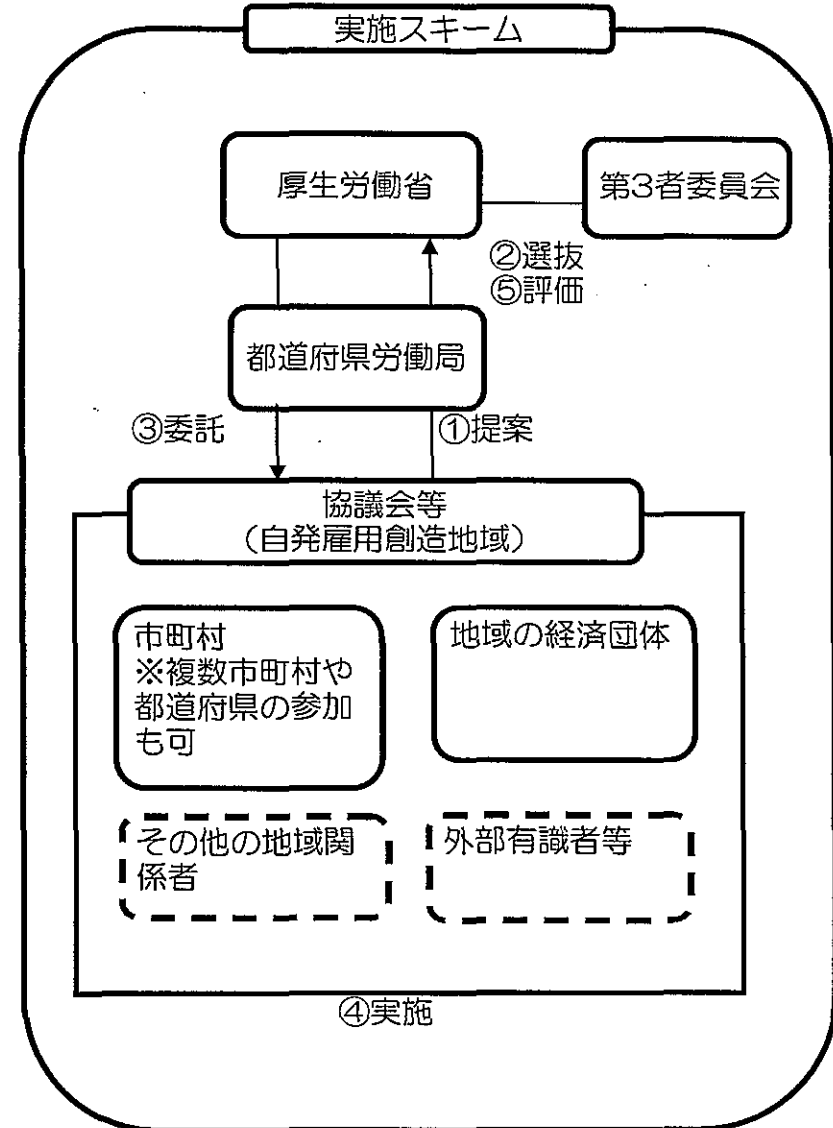 実施スキーム
厚生労働省
第3者委員会
②選抜
⑤評価
都道府県労働局
③委託
①提案
協議会等
（自発雇用創造地域）
市町村
※複数市町村や
都道府県の参加
も可
地域の経済団体
その他の地域関
係者
外部有識者等
④実施